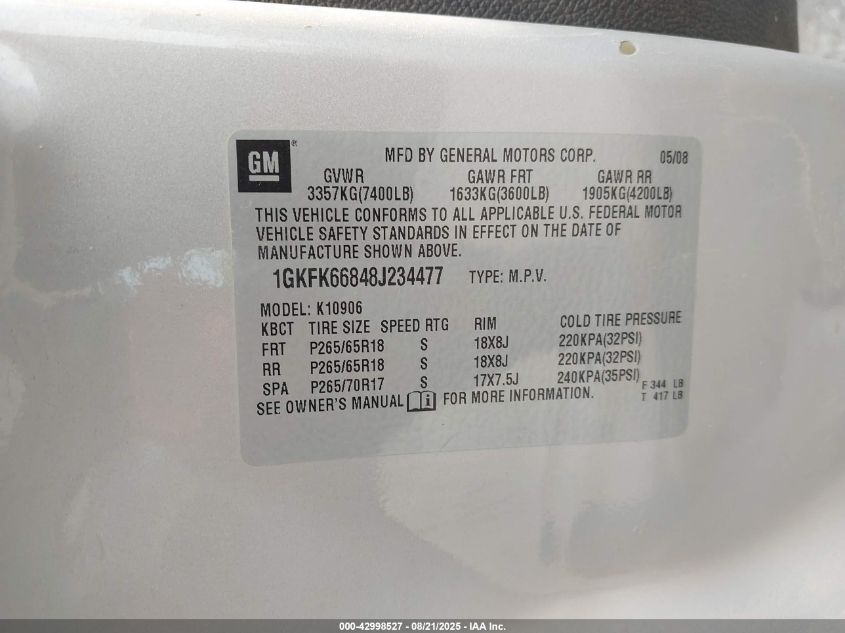 GM ®
MFD BY GENERAL MOTORS CORP. 05/08
GVWR GAWR FRT GAWR RR
3357KG(7400LB) 1633KG(3600LB) 1905KG(4200LB)
THIS VEHICLE CONFORMS TO ALL APPLICABLE U.S. FEDERAL MOTOR
VEHICLE SAFETY STANDARDS IN EFFECT ON THE DATE OF
MANUFACTURE SHOWN ABOVE.
1GKFK66848J234477 TYPE: M.P.V.
MODEL: K10906
KBCT TIRE SIZE SPEED RTG RIM COLD TIRE PRESSURE
FRT P265/65R18 S 18X8J 220KPA(32PSI)
RR P265/65R18 S 18X8J 220KPA(32PSI)
SPA P265/70R17 S 17X7.5J 240KPA(35PSI) F 344 LB
SEE OWNER'S MANUAL i FOR MORE INFORMATION. T 417 LB
000-42998527 - 08/21/2025 - IAA Inc.